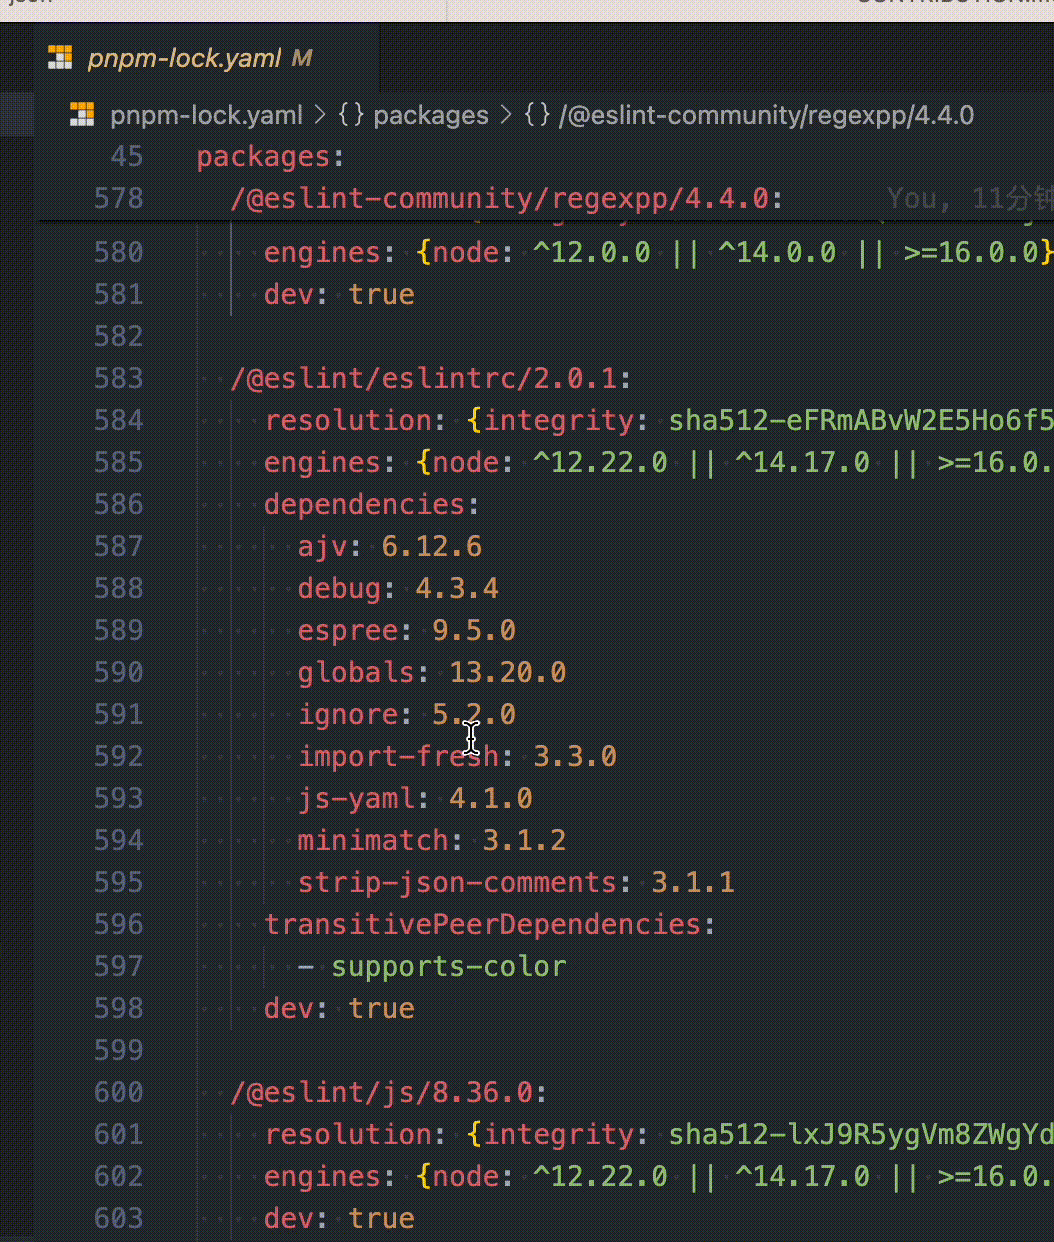 pnpm-lock.yaml M
pnpm-lock.yaml > {} packages > {} /@eslint-community/regexpp/4.4.0
45 packages:
578 /@eslint-community/regexpp/4.4.0: You, 11分钟
580 engines: {node: ^12.0.0 || ^14.0.0 || >=16.0.0}
581 dev: true
582
583 /@eslint/eslintrc/2.0.1:
584 resolution: {integrity: sha512-eFRmABvW2E5Ho6f5
585 engines: {node: ^12.22.0 || ^14.17.0 || >=16.0.
586 dependencies:
587 ajv: 6.12.6
588 debug: 4.3.4
589 espree: 9.5.0
590 globals: 13.20.0
591 ignore: 5.2.0
592 import-fresh: 3.3.0
593 js-yaml: 4.1.0
594 minimatch: 3.1.2
595 strip-json-comments: 3.1.1
596 transitivePeerDependencies:
597 - supports-color
598 dev: true
599
600 /@eslint/js/8.36.0:
601 resolution: {integrity: sha512-lxJ9R5ygVm8ZWgYd
602 engines: {node: ^12.22.0 || ^14.17.0 || >=16.0.
603 dev: true